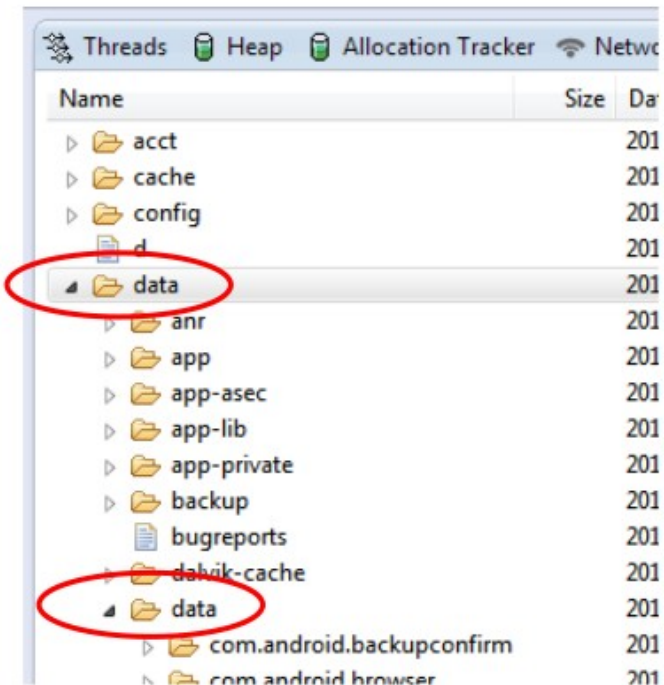 Threads Heap Allocation Tracker Netwo
Name Size Da
acct 201
cache 201
config 201
d 201
data 201
anr 201
app 201
app-asec 201
app-lib 201
app-private 201
backup 201
bugreports 201
dalvik-cache 201
data 201
com.android.backupconfirm 201
com.android.browser 201